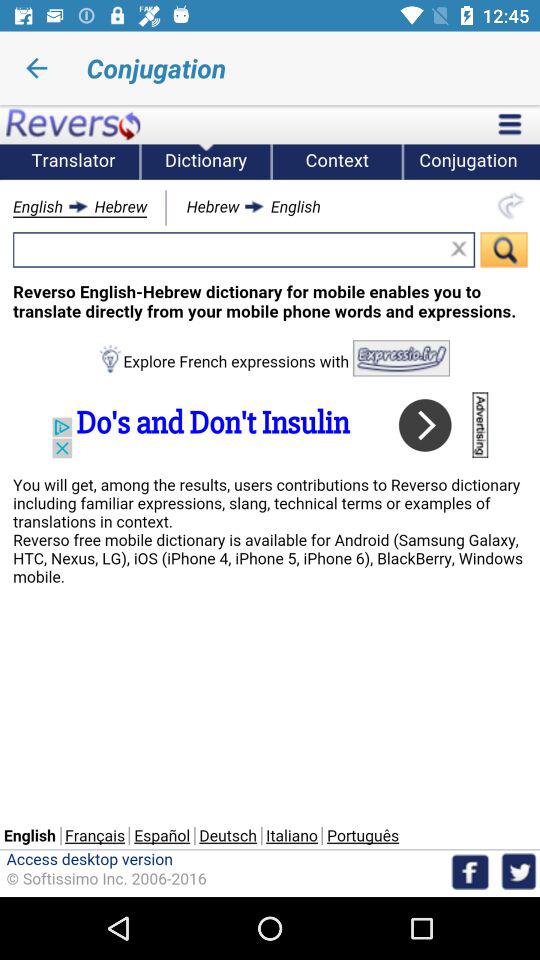 FAKE
12:45
Conjugation
Reverso
Translator Dictionary Context Conjugation
English Hebrew Hebrew English
Reverso English-Hebrew dictionary for mobile enables you to
translate directly from your mobile phone words and expressions.
Explore French expressions with Expressio.fr
Do's and Don't Insulin
Advertising
You will get, among the results, users contributions to Reverso dictionary
including familiar expressions, slang, technical terms or examples of
translations in context.
Reverso free mobile dictionary is available for Android (Samsung Galaxy,
HTC, Nexus, LG), iOS (iPhone 4, iPhone 5, iPhone 6), BlackBerry, Windows
mobile.
English Français Español Deutsch Italiano Português
Access desktop version
© Softissimo Inc. 2006-2016